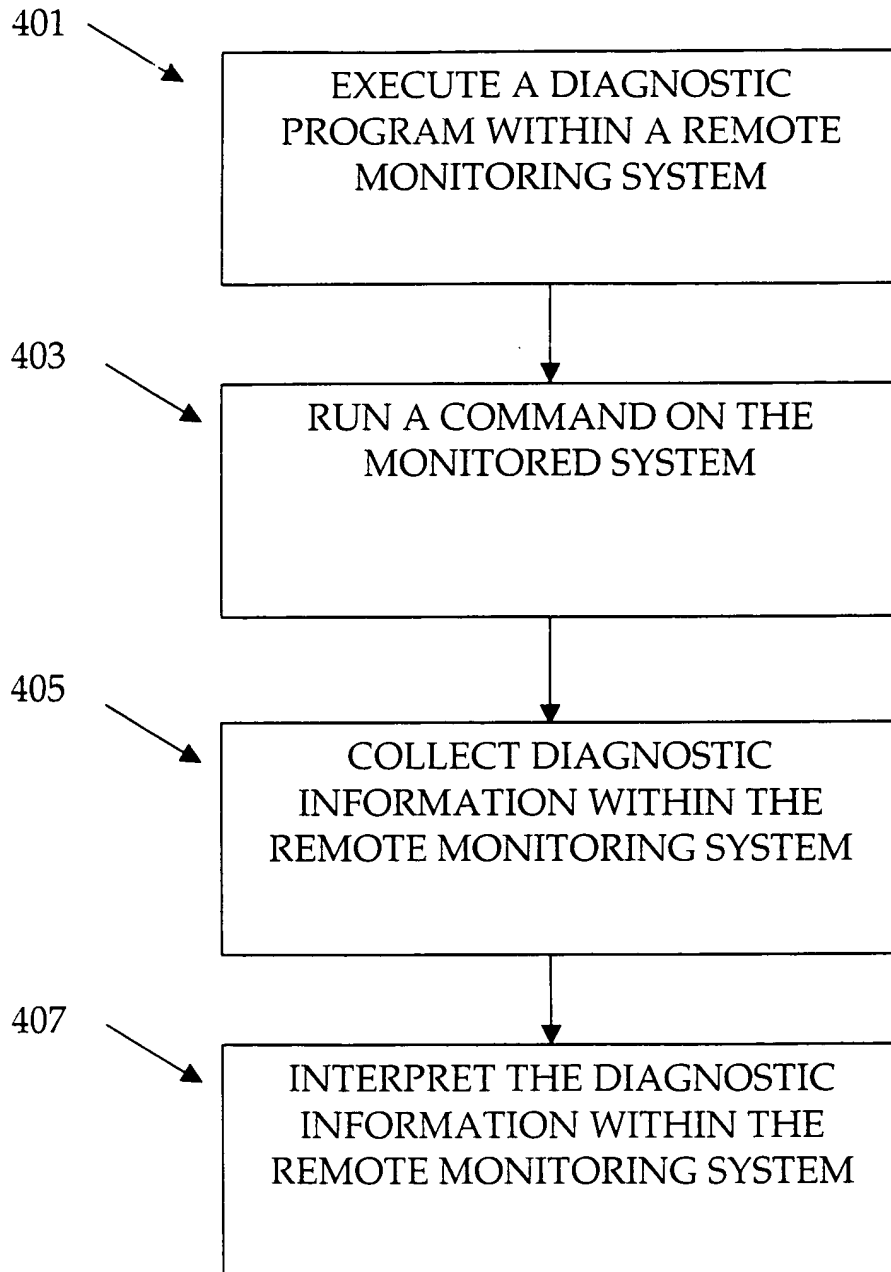 401
EXECUTE A DIAGNOSTIC
PROGRAM WITHIN A REMOTE
MONITORING SYSTEM
403
RUN A COMMAND ON THE
MONITORED SYSTEM
405
COLLECT DIAGNOSTIC
INFORMATION WITHIN THE
REMOTE MONITORING SYSTEM
407
INTERPRET THE DIAGNOSTIC
INFORMATION WITHIN THE
REMOTE MONITORING SYSTEM